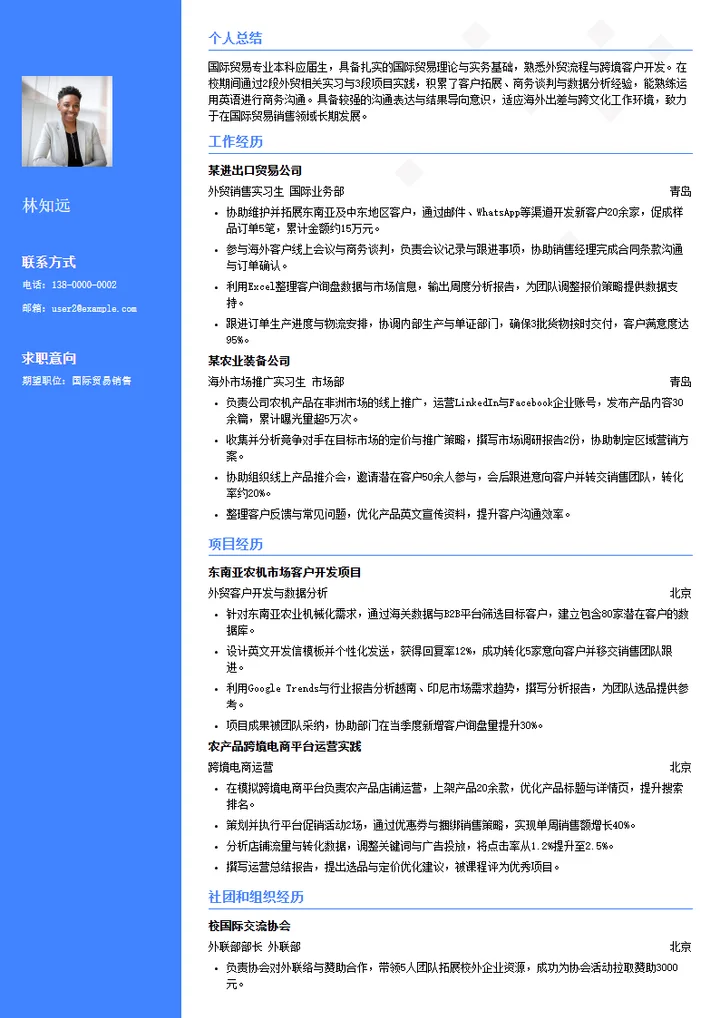 林知远
联系方式
电话：138-0000-0002
邮箱：user2@example.com
求职意向
期望职位：国际贸易销售
个人总结
国际贸易专业本科应届生，具备扎实的国际贸易理论与实务基础，熟悉外贸流程与跨境客户开发。在
校期间通过2段外贸相关实习与3段项目实践，积累了客户拓展、商务谈判与数据分析经验，能熟练运
用英语进行商务沟通。具备较强的沟通表达与结果导向意识，适应海外出差与跨文化工作环境，致力
于在国际贸易销售领域长期发展。
工作经历
某进出口贸易公司
外贸销售实习生 国际业务部 青岛
• 协助维护并拓展东南亚及中东地区客户，通过邮件、WhatsApp等渠道开发新客户20余家，促成样
品订单5笔，累计金额约15万元。
• 参与海外客户线上会议与商务谈判，负责会议记录与跟进事项，协助销售经理完成合同条款沟通
与订单确认。
• 利用Excel整理客户询盘数据与市场信息，输出周度分析报告，为团队调整报价策略提供数据支
持。
• 跟进订单生产进度与物流安排，协调内部生产与单证部门，确保3批货物按时交付，客户满意度达
95%。
某农业装备公司
海外市场推广实习生 市场部 青岛
• 负责公司农机产品在非洲市场的线上推广，运营LinkedIn与Facebook企业账号，发布产品内容30
余篇，累计曝光量超5万次。
• 收集并分析竞争对手在目标市场的定价与推广策略，撰写市场调研报告2份，协助制定区域营销方
案。
• 协助组织线上产品推介会，邀请潜在客户50余人参与，会后跟进意向客户并转交销售团队，转化
率约20%。
• 整理客户反馈与常见问题，优化产品英文宣传资料，提升客户沟通效率。
项目经历
东南亚农机市场客户开发项目
外贸客户开发与数据分析 北京
• 针对东南亚农业机械化需求，通过海关数据与B2B平台筛选目标客户，建立包含80家潜在客户的数
据库。
• 设计英文开发信模板并个性化发送，获得回复率12%，成功转化5家意向客户并移交销售团队跟
进。
• 利用Google Trends与行业报告分析越南、印尼市场需求趋势，撰写分析报告，为团队选品提供参
考。
• 项目成果被团队采纳，协助部门在当季度新增客户询盘量提升30%。
农产品跨境电商平台运营实践
跨境电商运营 北京
• 在模拟跨境电商平台负责农产品店铺运营，上架产品20余款，优化产品标题与详情页，提升搜索
排名。
• 策划并执行平台促销活动2场，通过优惠券与捆绑销售策略，实现单周销售额增长40%。
• 分析店铺流量与转化数据，调整关键词与广告投放，将点击率从1.2%提升至2.5%。
• 撰写运营总结报告，提出选品与定价优化建议，被课程评为优秀项目。
社团和组织经历
校国际交流协会
外联部部长 外联部 北京
• 负责协会对外联络与赞助合作，带领5人团队拓展校外企业资源，成功为协会活动拉取赞助3000
元。